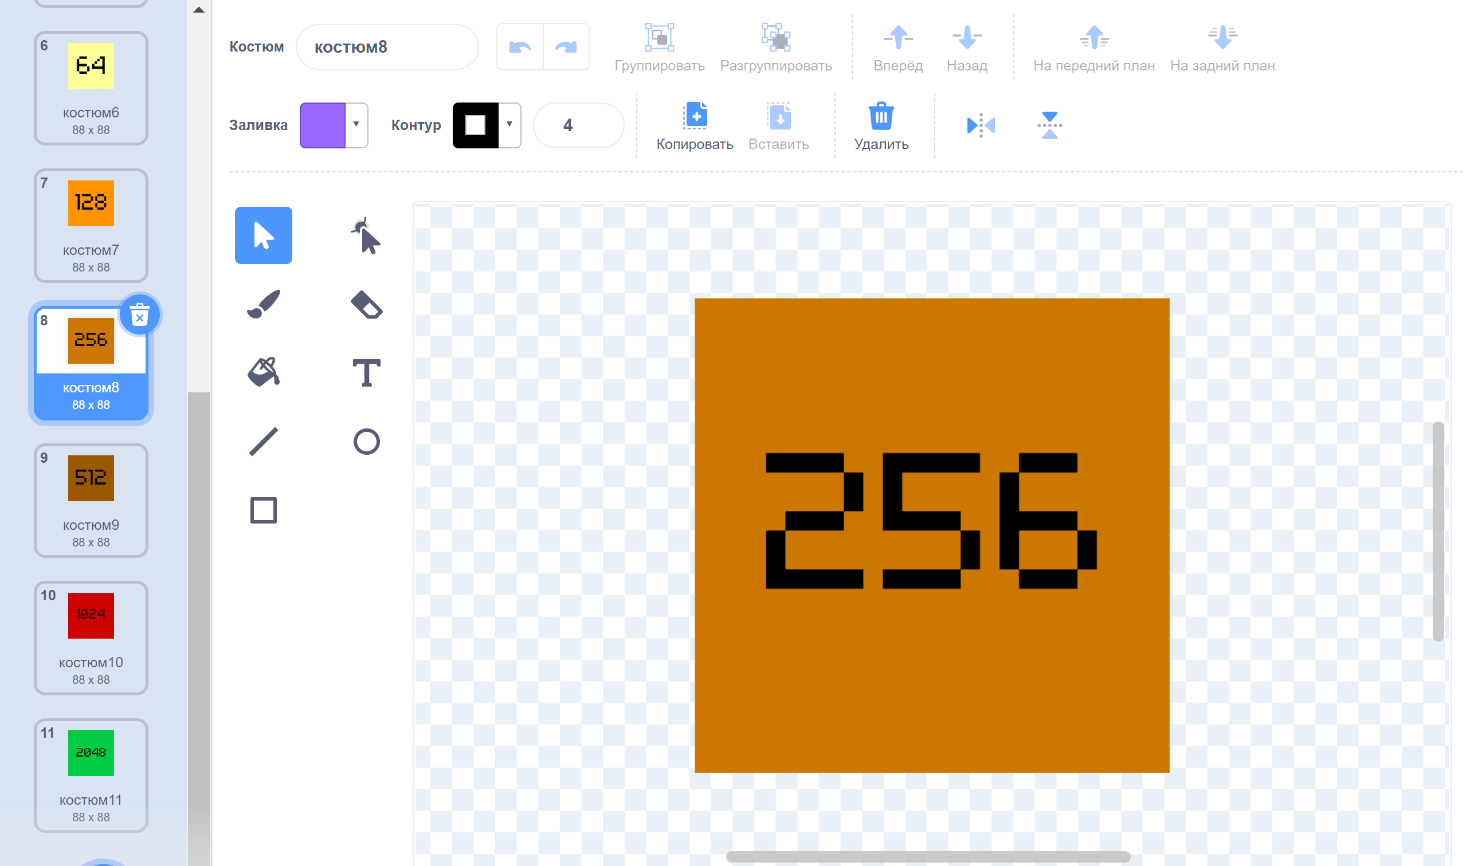 6
64
костюм6
88 x 88
7
128
костюм7
88 x 88
8
256
костюм8
88 x 88
9
512
костюм9
88 x 88
10
1024
костюм10
88 x 88
11
2048
костюм11
88 x 88
Костюм костюм8
Группировать Разгруппировать Вперёд Назад На передний план На задний план
Заливка Контур 4
Копировать Вставить Удалить
256